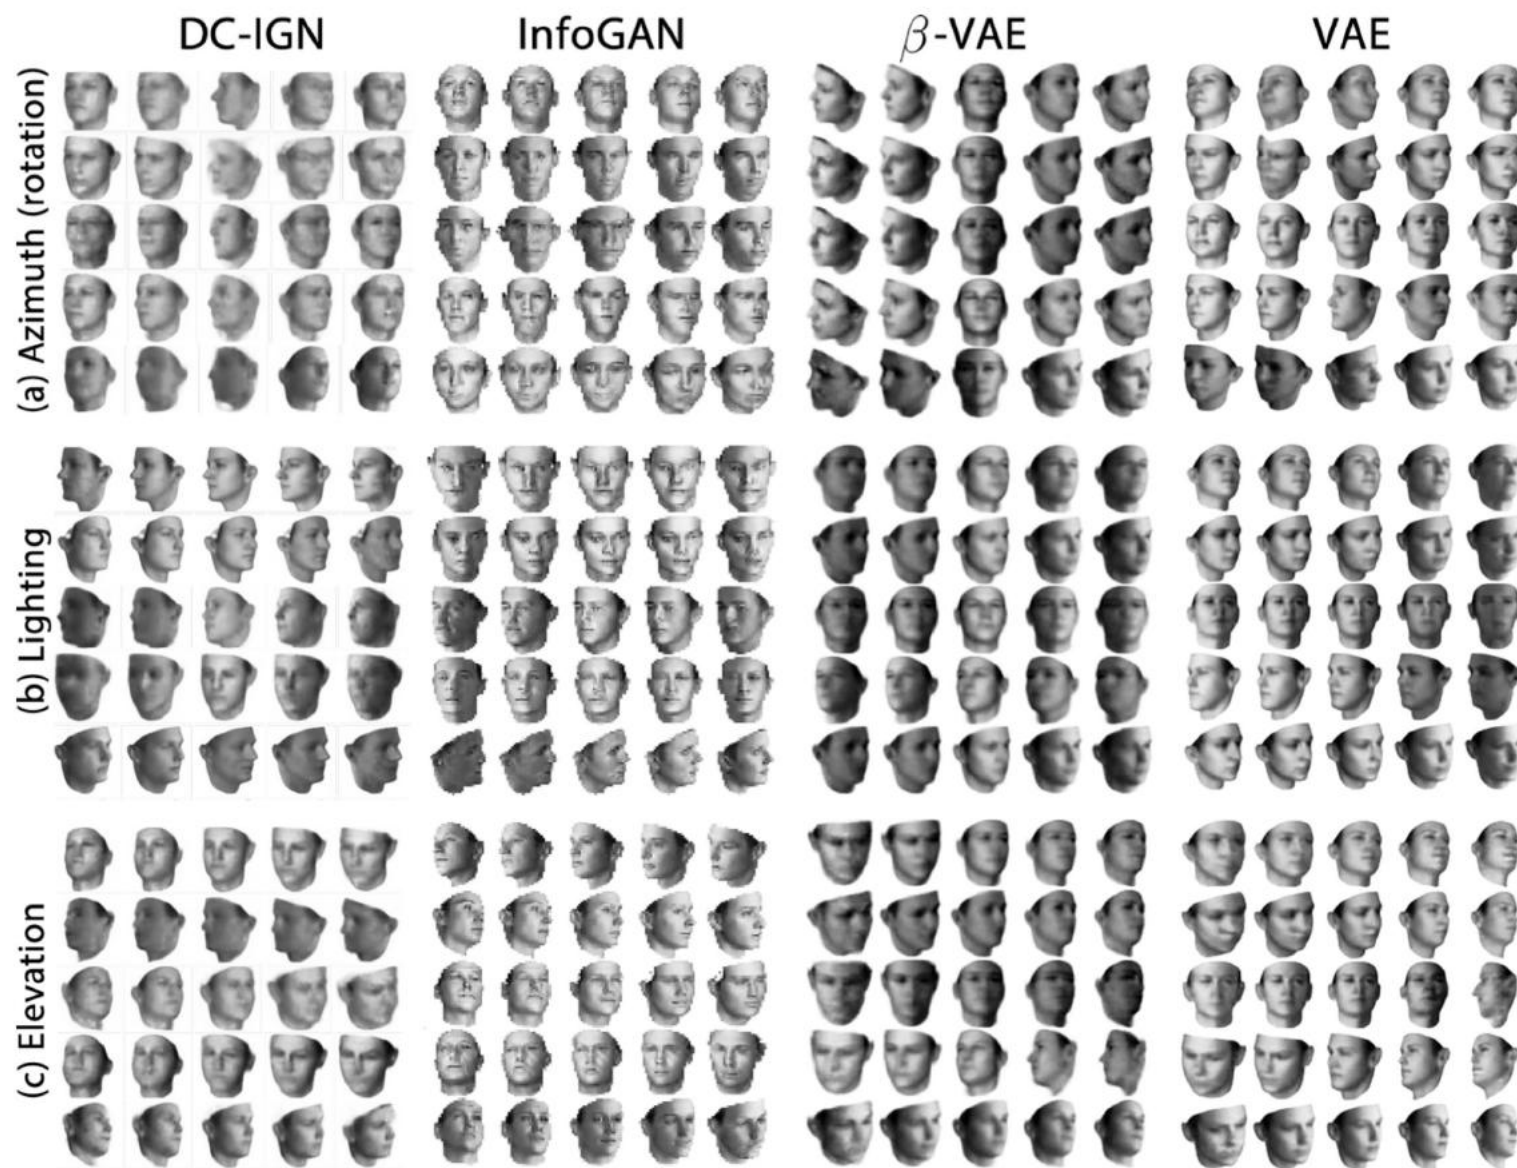 DC-IGN InfoGAN β-VAE VAE
(a) Azimuth (rotation)
(b) Lighting
(c) Elevation